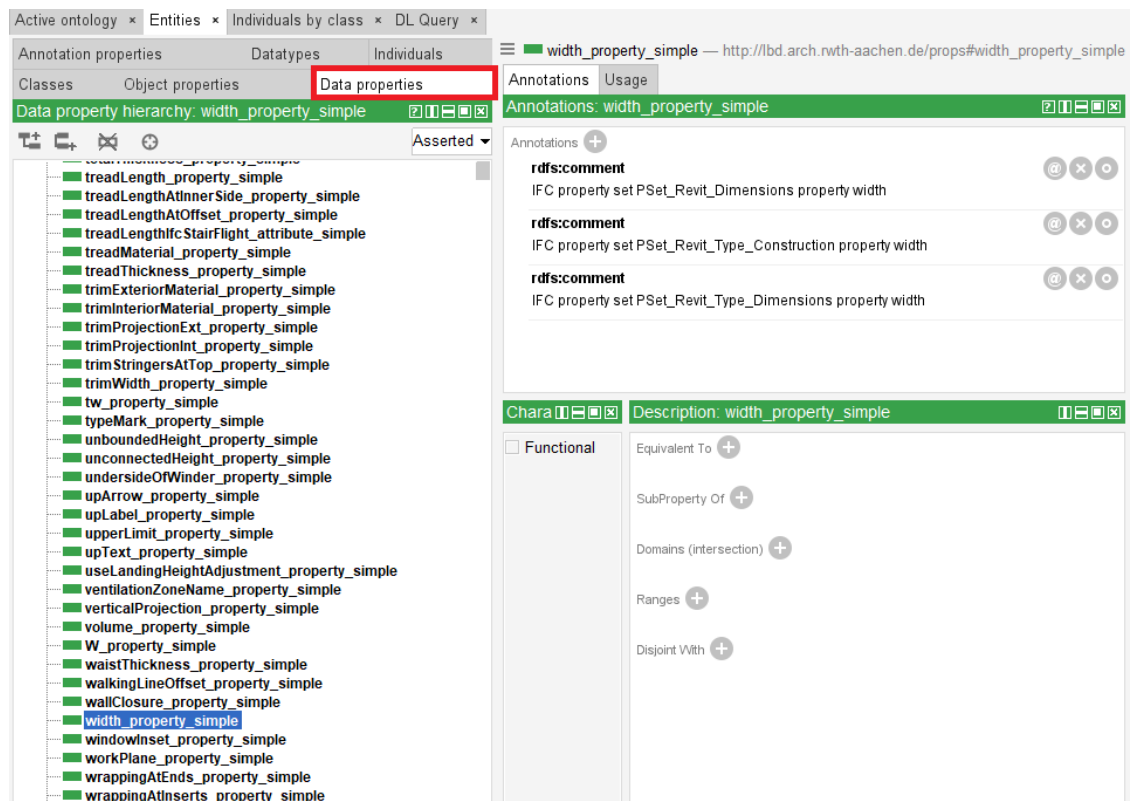 Active ontology × Entities × Individuals by class × DL Query ×
Annotation properties Datatypes Individuals
Classes Object properties Data properties
Data property hierarchy: width_property_simple
Asserted
treadLength_property_simple
treadLengthAtInnerSide_property_simple
treadLengthAtOffset_property_simple
treadLengthIfcStairFlight_attribute_simple
treadMaterial_property_simple
treadThickness_property_simple
trimExteriorMaterial_property_simple
trimInteriorMaterial_property_simple
trimProjectionExt_property_simple
trimProjectionInt_property_simple
trimStringersAtTop_property_simple
trimWidth_property_simple
tw_property_simple
typeMark_property_simple
unboundedHeight_property_simple
unconnectedHeight_property_simple
undersideOfWinder_property_simple
upArrow_property_simple
upLabel_property_simple
upperLimit_property_simple
upText_property_simple
useLandingHeightAdjustment_property_simple
ventilationZoneName_property_simple
verticalProjection_property_simple
volume_property_simple
W_property_simple
waistThickness_property_simple
walkingLineOffset_property_simple
wallClosure_property_simple
width_property_simple
windowInset_property_simple
workPlane_property_simple
wrappingAtEnds_property_simple
wrappingAtInserts_property_simple
width_property_simple — http://lbd.arch.rwth-aachen.de/props#width_property_simple
Annotations Usage
Annotations: width_property_simple
Annotations
rdfs:comment
IFC property set PSet_Revit_Dimensions property width
rdfs:comment
IFC property set PSet_Revit_Type_Construction property width
rdfs:comment
IFC property set PSet_Revit_Type_Dimensions property width
Chara
Functional
Description: width_property_simple
Equivalent To
SubProperty Of
Domains (intersection)
Ranges
Disjoint With